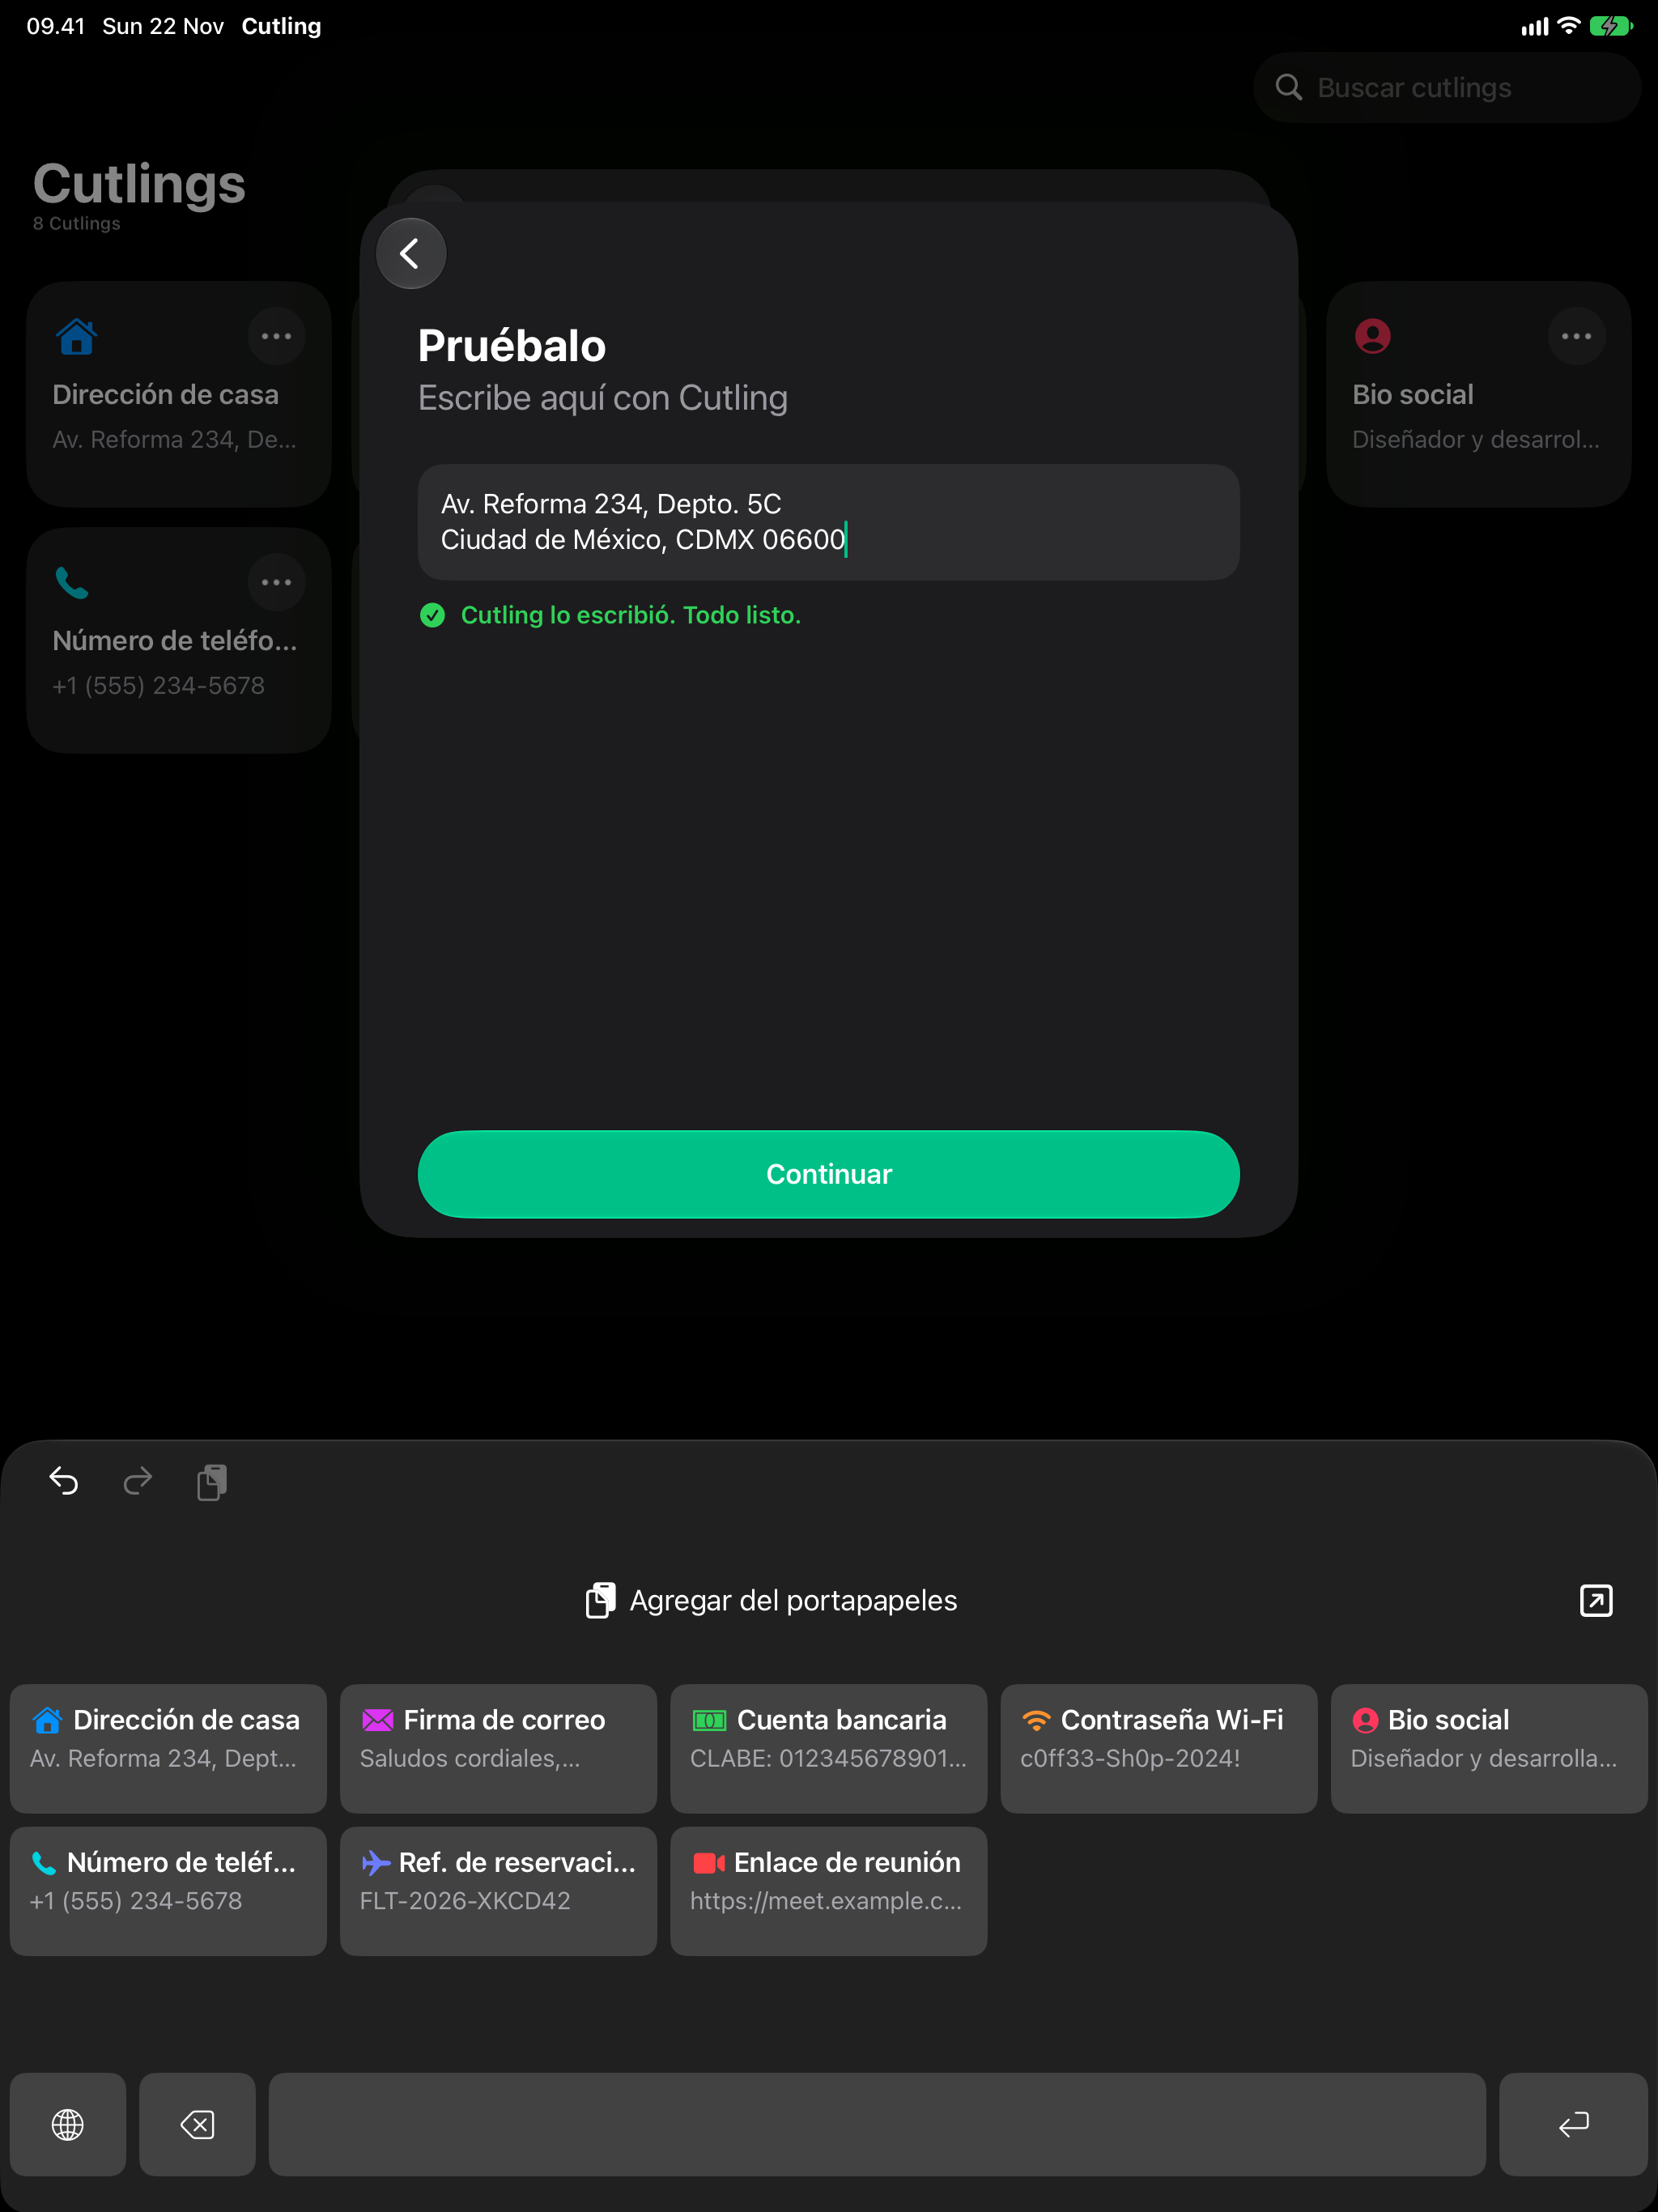 09.41 Sun 22 Nov Cutling
Buscar cutlings
Cutlings
8 Cutlings
Dirección de casa
Av. Reforma 234, De...
Bio social
Diseñador y desarrol...
Número de teléfo...
+1 (555) 234-5678
Pruébalo
Escribe aquí con Cutling
Av. Reforma 234, Depto. 5C
Ciudad de México, CDMX 06600
Cutling lo escribió. Todo listo.
Continuar
Agregar del portapapeles
Dirección de casa
Av. Reforma 234, Dept...
Firma de correo
Saludos cordiales,...
Cuenta bancaria
CLABE: 012345678901...
Contraseña Wi-Fi
c0ff33-Sh0p-2024!
Bio social
Diseñador y desarrolla...
Número de teléf...
+1 (555) 234-5678
Ref. de reservaci...
FLT-2026-XKCD42
Enlace de reunión
https://meet.example.c...